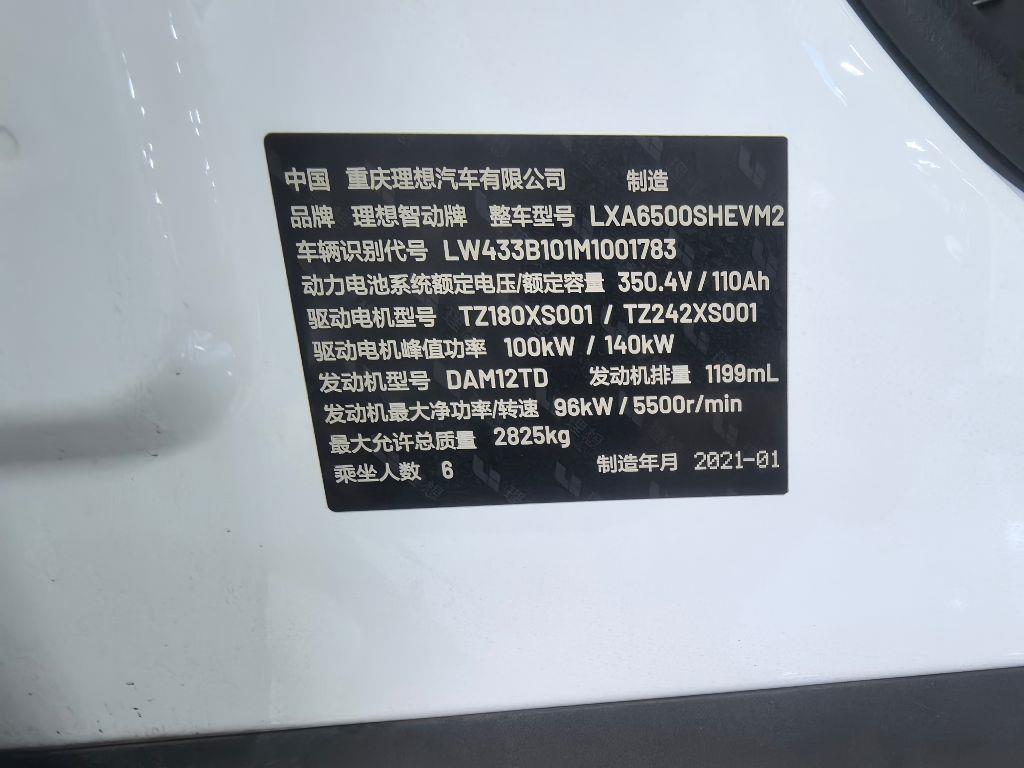 中国 重庆理想汽车有限公司 制造
品牌 理想智动牌 整车型号 LXA6500SHEVM2
车辆识别代号 LW433B101M1001783
动力电池系统额定电压/额定容量 350.4V / 110Ah
驱动电机型号 TZ180XS001 / TZ242XS001
驱动电机峰值功率 100kW / 140kW
发动机型号 DAM12TD 发动机排量 1199mL
发动机最大净功率/转速 96kW / 5500r/min
最大允许总质量 2825kg
乘坐人数 6 制造年月 2021-01